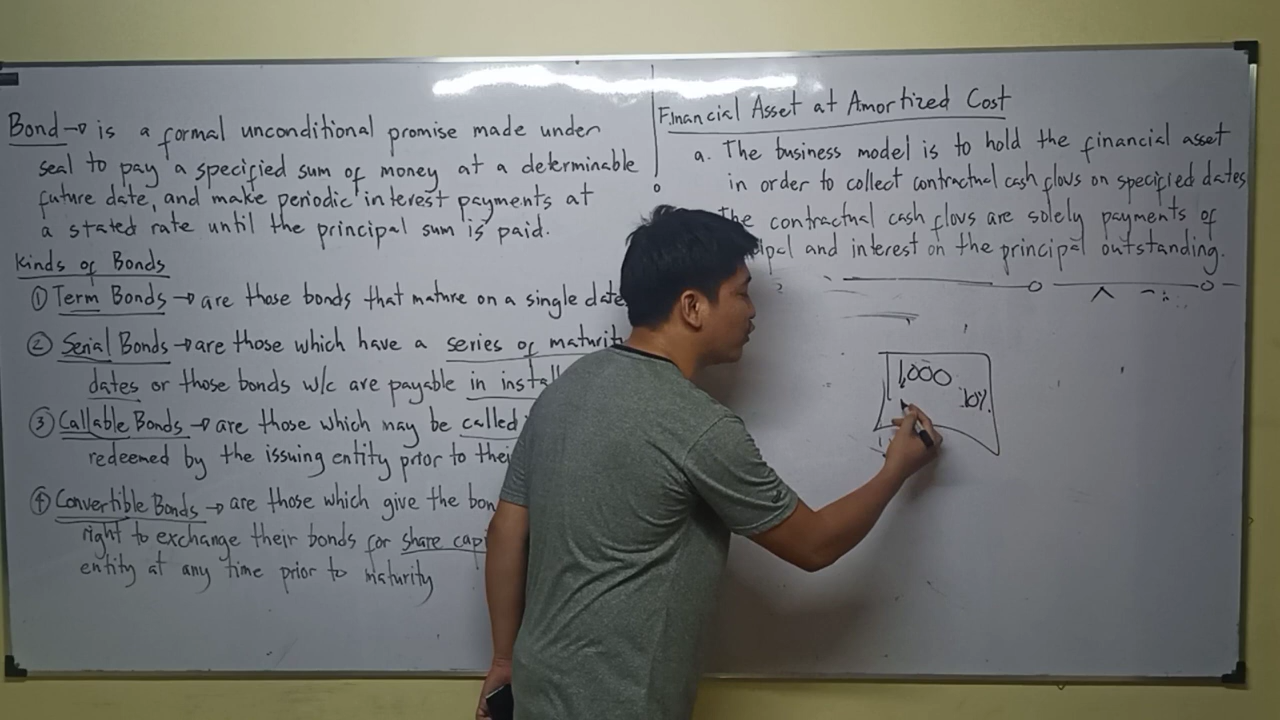 Bond → is a formal unconditional promise made under
seal to pay a specified sum of money at a determinable
future date, and make periodic interest payments at
a stated rate until the principal sum is paid.
Kinds of Bonds
① Term Bonds → are those bonds that mature on a single date
② Serial Bonds → are those which have a series of maturity
dates or those bonds w/c are payable in install
③ Callable Bonds → are those which may be called
redeemed by the issuing entity prior to their
④ Convertible Bonds → are those which give the bon
right to exchange their bonds for share capi
entity at any time prior to maturity
Financial Asset at Amortized Cost
a. The business model is to hold the financial asset
in order to collect contractual cash flows on specified dates
The contractual cash flows are solely payments of
and interest on the principal outstanding.
1,000